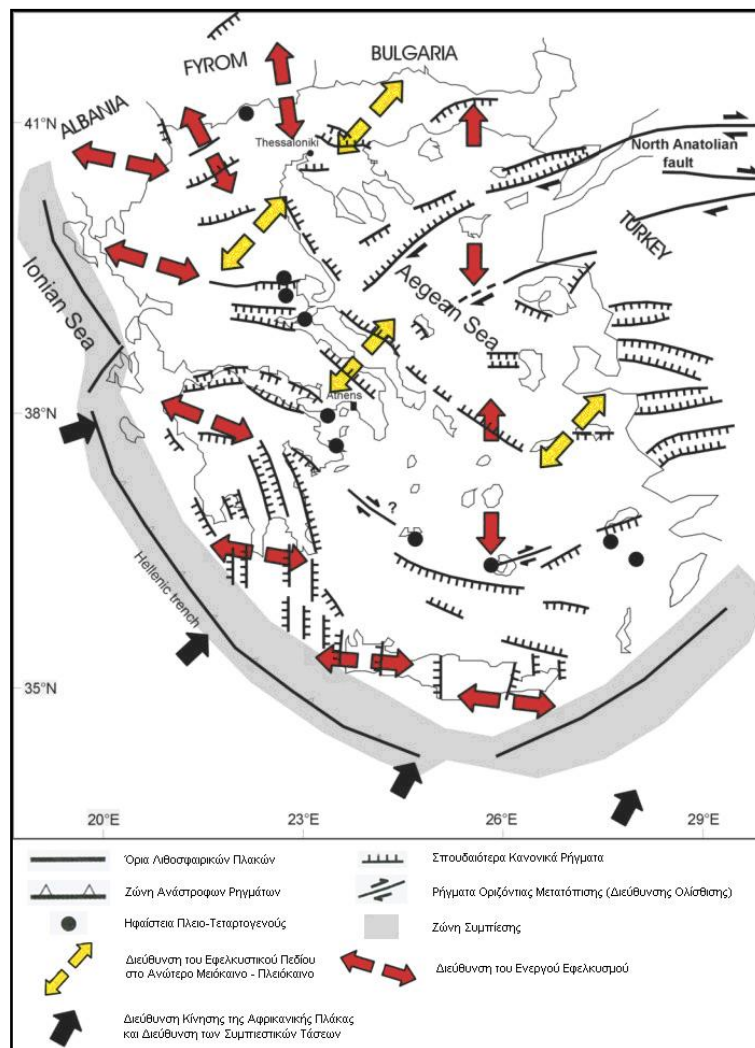 FYROM
BULGARIA
ALBANIA
41°N
Thessaloniki
North Anatolian
fault
TURKEY
Ionian Sea
Aegean Sea
38°N
Athens
?
Hellenic trench
35°N
20°E
23°E
26°E
29°E
Όρια Λιθοσφαιρικών Πλακών
Σπουδαιότερα Κανονικά Ρήγματα
Ζώνη Ανάστροφων Ρηγμάτων
Ρήγματα Οριζόντιας Μετατόπισης (Διεύθυνσης Ολίσθισης)
Ηφαίστεια Πλειο-Τεταρτογενούς
Ζώνη Συμπίεσης
Διεύθυνση του Εφελκυστικού Πεδίου
στο Ανώτερο Μειόκαινο - Πλειόκαινο
Διεύθυνση του Ενεργού Εφελκυσμού
Διεύθυνση Κίνησης της Αφρικανικής Πλάκας
και Διεύθυνση των Συμπιεστικών Τάσεων